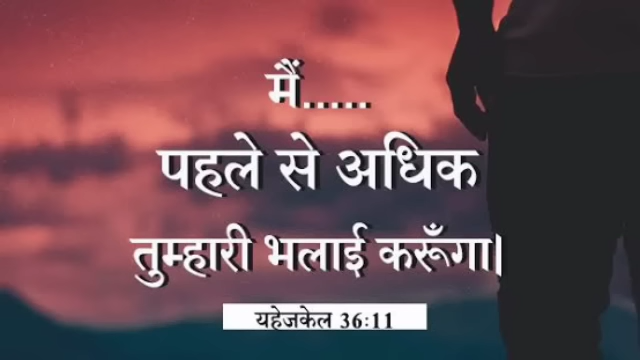 मैं.....
पहले से अधिक
तुम्हारी भलाई करूँगा।
यहेजकेल 36:11